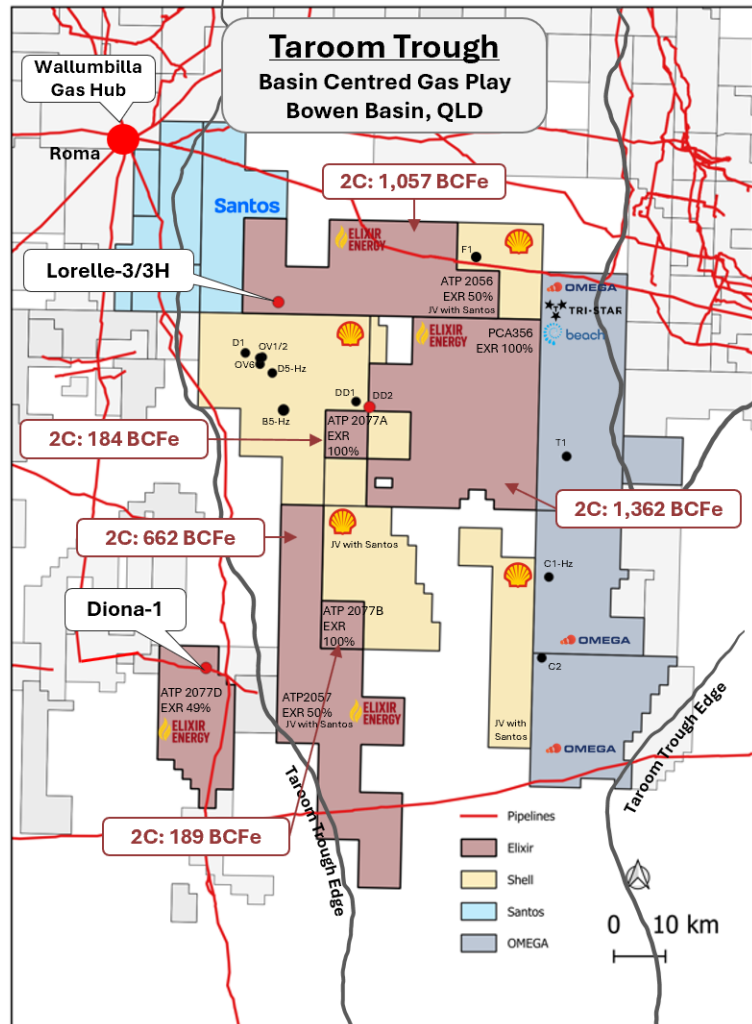 Taroom Trough
Basin Centred Gas Play
Bowen Basin, QLD
Wallumbilla
Gas Hub
Roma
2C: 1,057 BCFe
Santos
ELIXIR
ENERGY
F1
Lorelle-3/3H
ATP 2056
EXR 50%
JV with Santos
OMEGA
TRI-STAR
beach
ELIXIR
ENERGY
PCA356
EXR 100%
D1
OV1/2
OV6
D5-Hz
DD1
DD2
B5-Hz
ATP 2077A
EXR
100%
2C: 184 BCFe
T1
2C: 1,362 BCFe
2C: 662 BCFe
JV with Santos
C1-Hz
Diona-1
ATP 2077B
EXR
100%
OMEGA
C2
ATP 2077D
EXR 49%
ELIXIR
ENERGY
ATP2057
EXR 50%
JV with Santos
ELIXIR
ENERGY
JV with
Santos
OMEGA
Taroom Trough Edge
Taroom Trough Edge
2C: 189 BCFe
Pipelines
Elixir
Shell
Santos
OMEGA
0 10 km